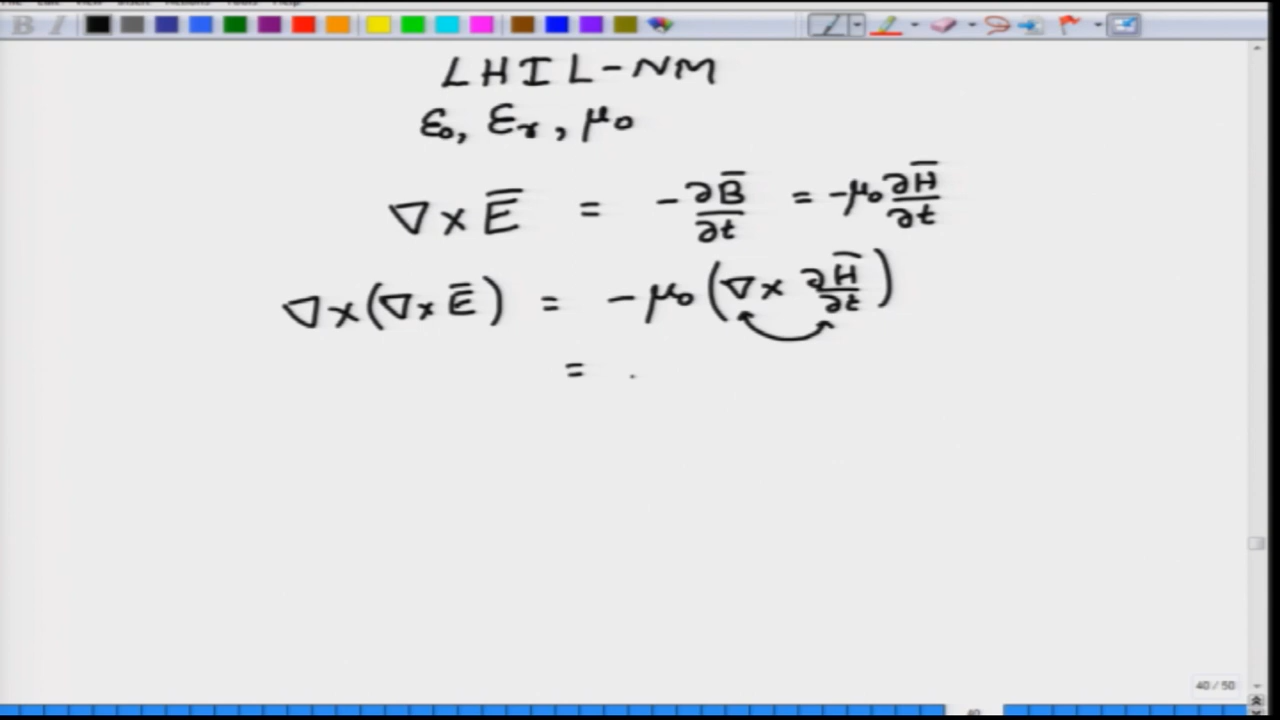 LHIL-NM
ε₀, εᵣ, μ₀
∇ × E̅ = -∂B̅/∂t = -μ₀ ∂H̅/∂t
∇ × (∇ × E̅) = -μ₀ (∇ × ∂H̅/∂t)
= .
40 / 50